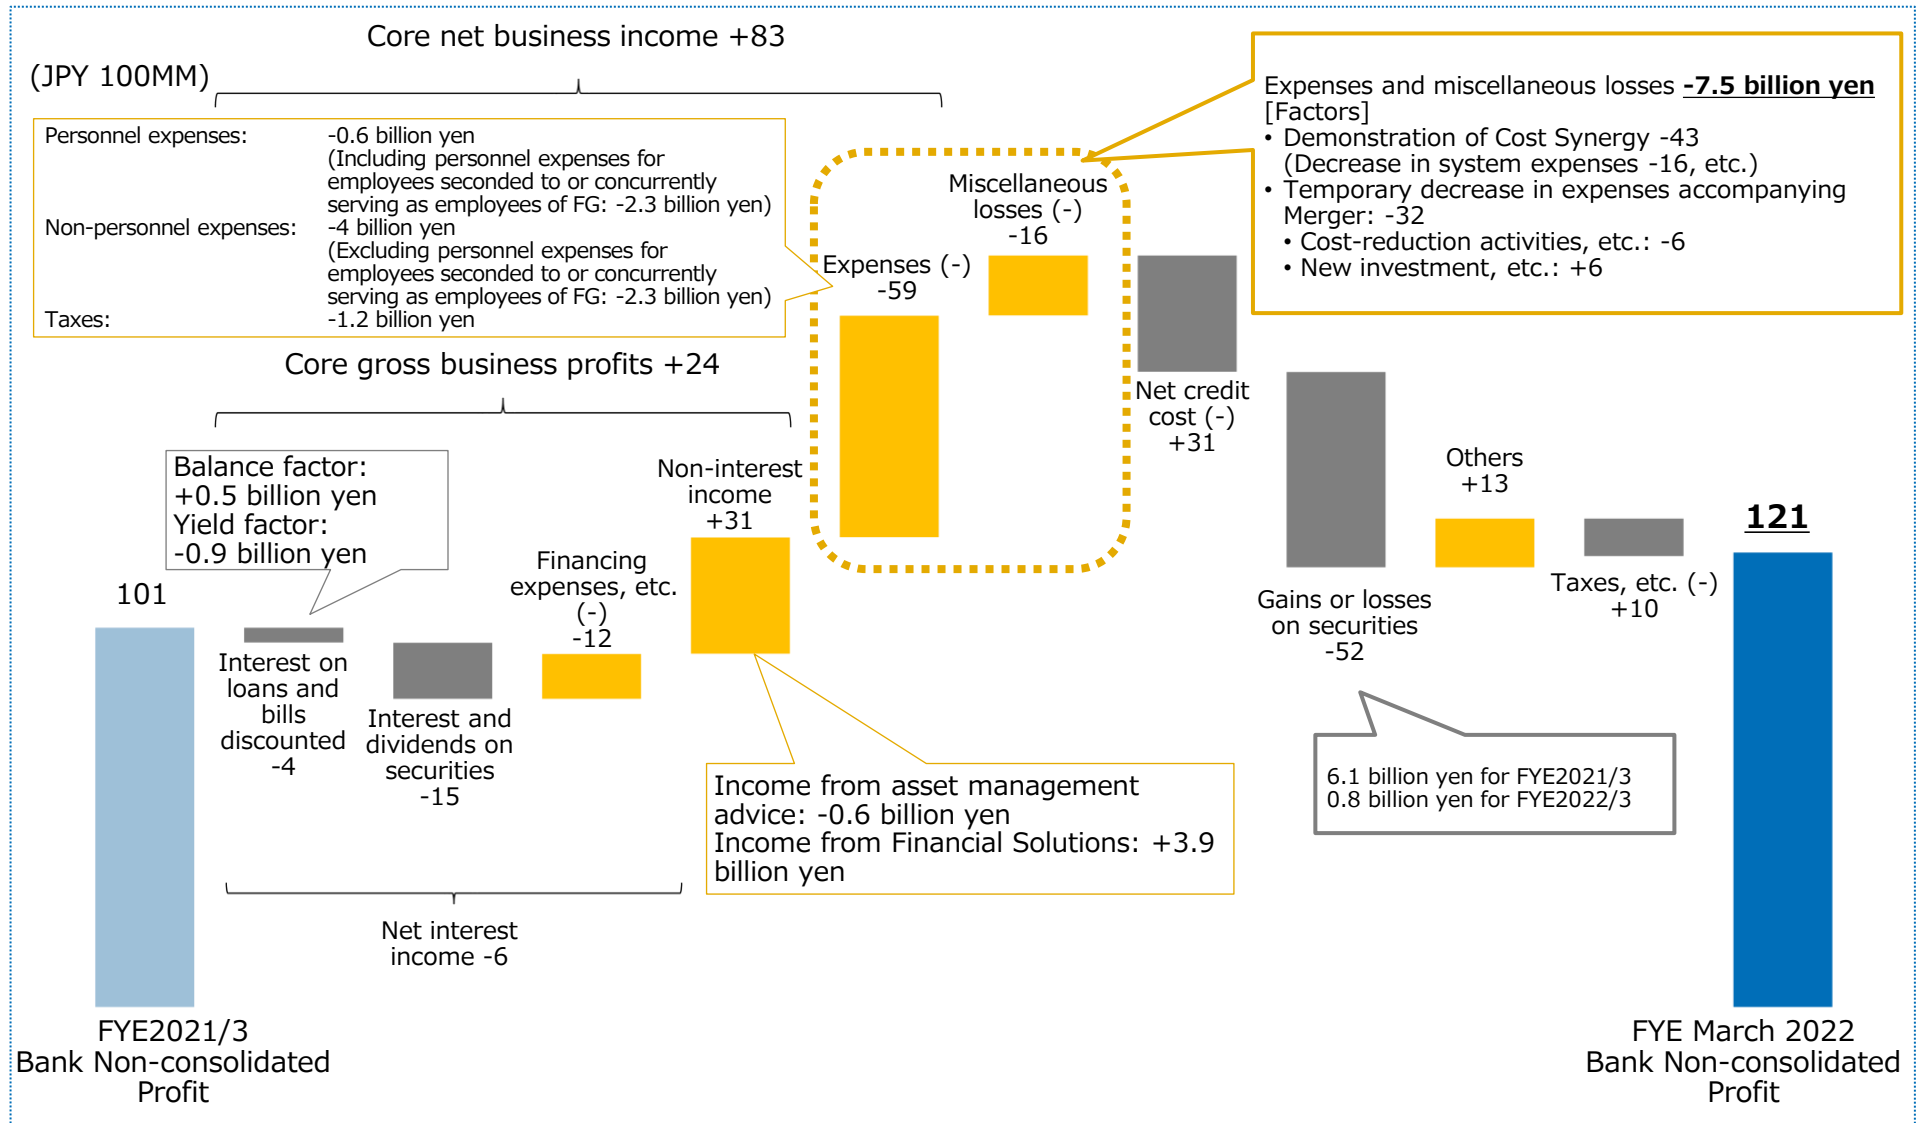 Core net business income +83
(JPY 100MM)
Personnel expenses: -0.6 billion yen
(Including personnel expenses for
employees seconded to or concurrently
serving as employees of FG: -2.3 billion yen)
Non-personnel expenses: -4 billion yen
(Excluding personnel expenses for
employees seconded to or concurrently
serving as employees of FG: -2.3 billion yen)
Taxes: -1.2 billion yen
Expenses and miscellaneous losses -7.5 billion yen
[Factors]
• Demonstration of Cost Synergy -43
(Decrease in system expenses -16, etc.)
• Temporary decrease in expenses accompanying
Merger: -32
• Cost-reduction activities, etc.: -6
• New investment, etc.: +6
Core gross business profits +24
Balance factor:
+0.5 billion yen
Yield factor:
-0.9 billion yen
101
Interest on
loans and
bills
discounted
-4
Interest and
dividends on
securities
-15
Financing
expenses, etc.
(-)
-12
Non-interest
income
+31
Expenses (-)
-59
Miscellaneous
losses (-)
-16
Net credit
cost (-)
+31
Gains or losses
on securities
-52
Others
+13
Taxes, etc. (-)
+10
121
Income from asset management
advice: -0.6 billion yen
Income from Financial Solutions: +3.9
billion yen
6.1 billion yen for FYE2021/3
0.8 billion yen for FYE2022/3
Net interest
income -6
FYE2021/3
Bank Non-consolidated
Profit
FYE March 2022
Bank Non-consolidated
Profit